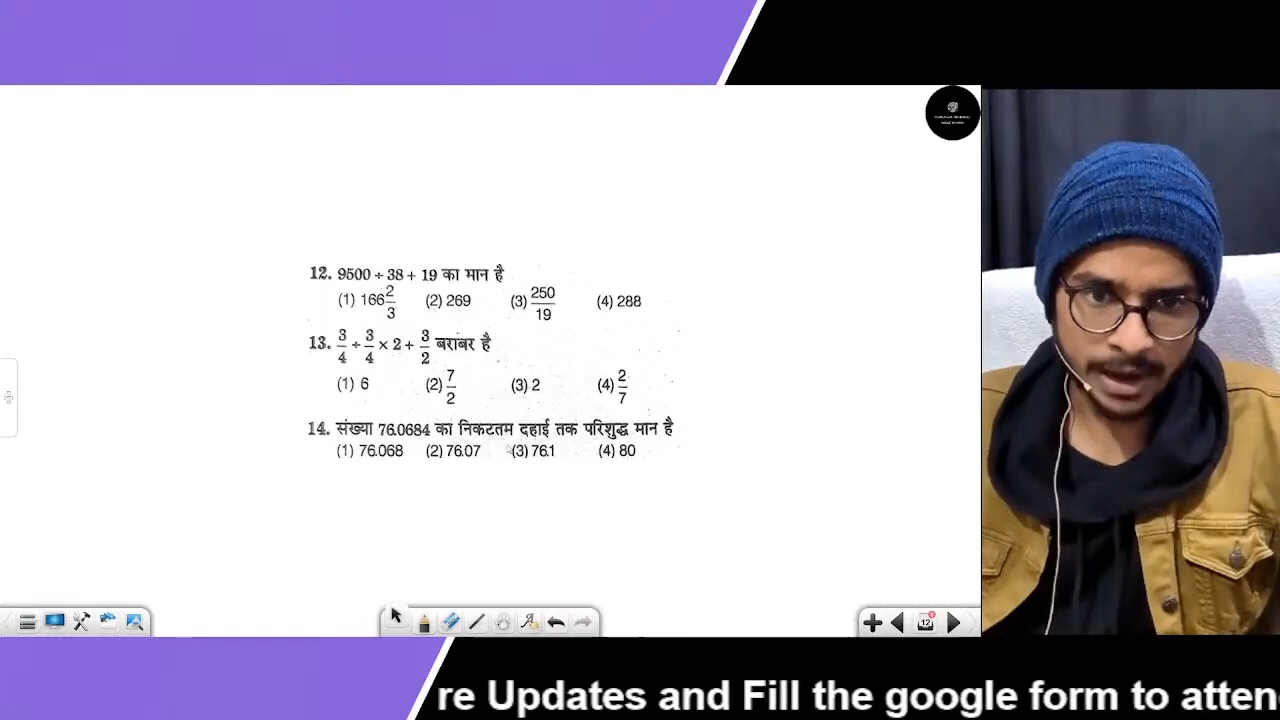 12. 9500 ÷ 38 + 19 का मान है
(1) 166 2/3 (2) 269 (3) 250/19 (4) 288
13. 3/4 ÷ 3/4 × 2 + 3/2 बराबर है
(1) 6 (2) 7/2 (3) 2 (4) 2/7
14. संख्या 76.0684 का निकटतम दहाई तक परिशुद्ध मान है
(1) 76.068 (2) 76.07 (3) 76.1 (4) 80
12
re Updates and Fill the google form to atten